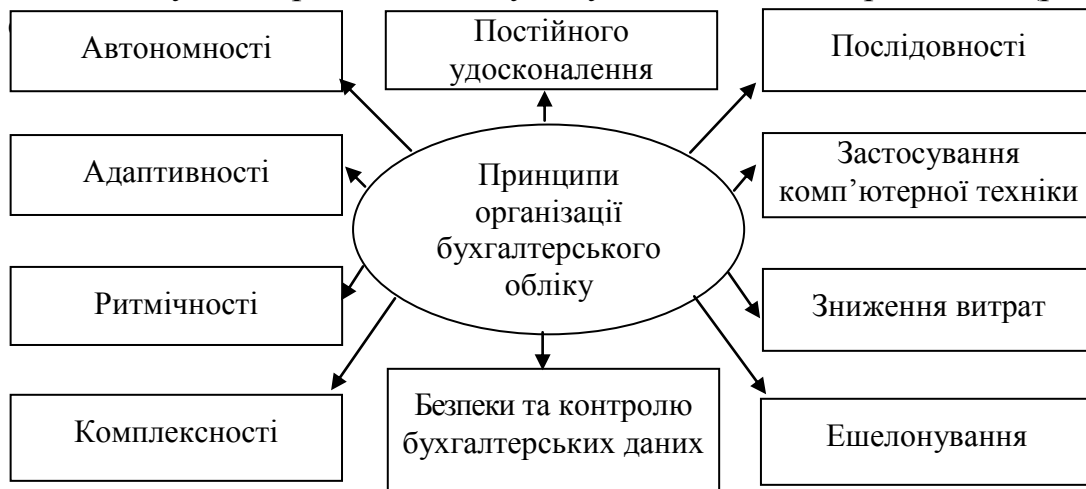 Автономності
Постійного
удосконалення
Послідовності
Адаптивності
Принципи
організації
бухгалтерського
обліку
Застосування
комп’ютерної техніки
Ритмічності
Зниження витрат
Комплексності
Безпеки та контролю
бухгалтерських даних
Ешелонування